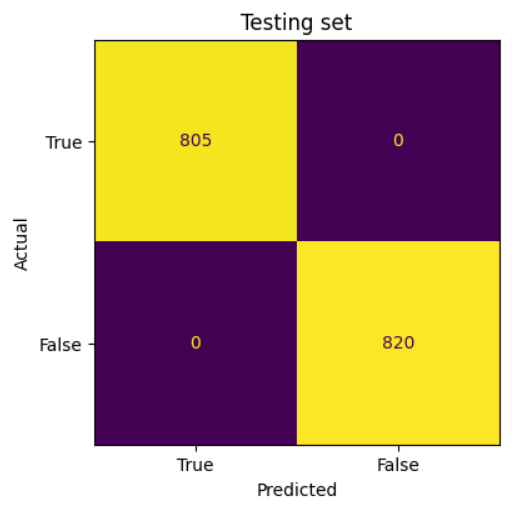 Testing set
Actual
True
805
0
False
0
820
True
False
Predicted